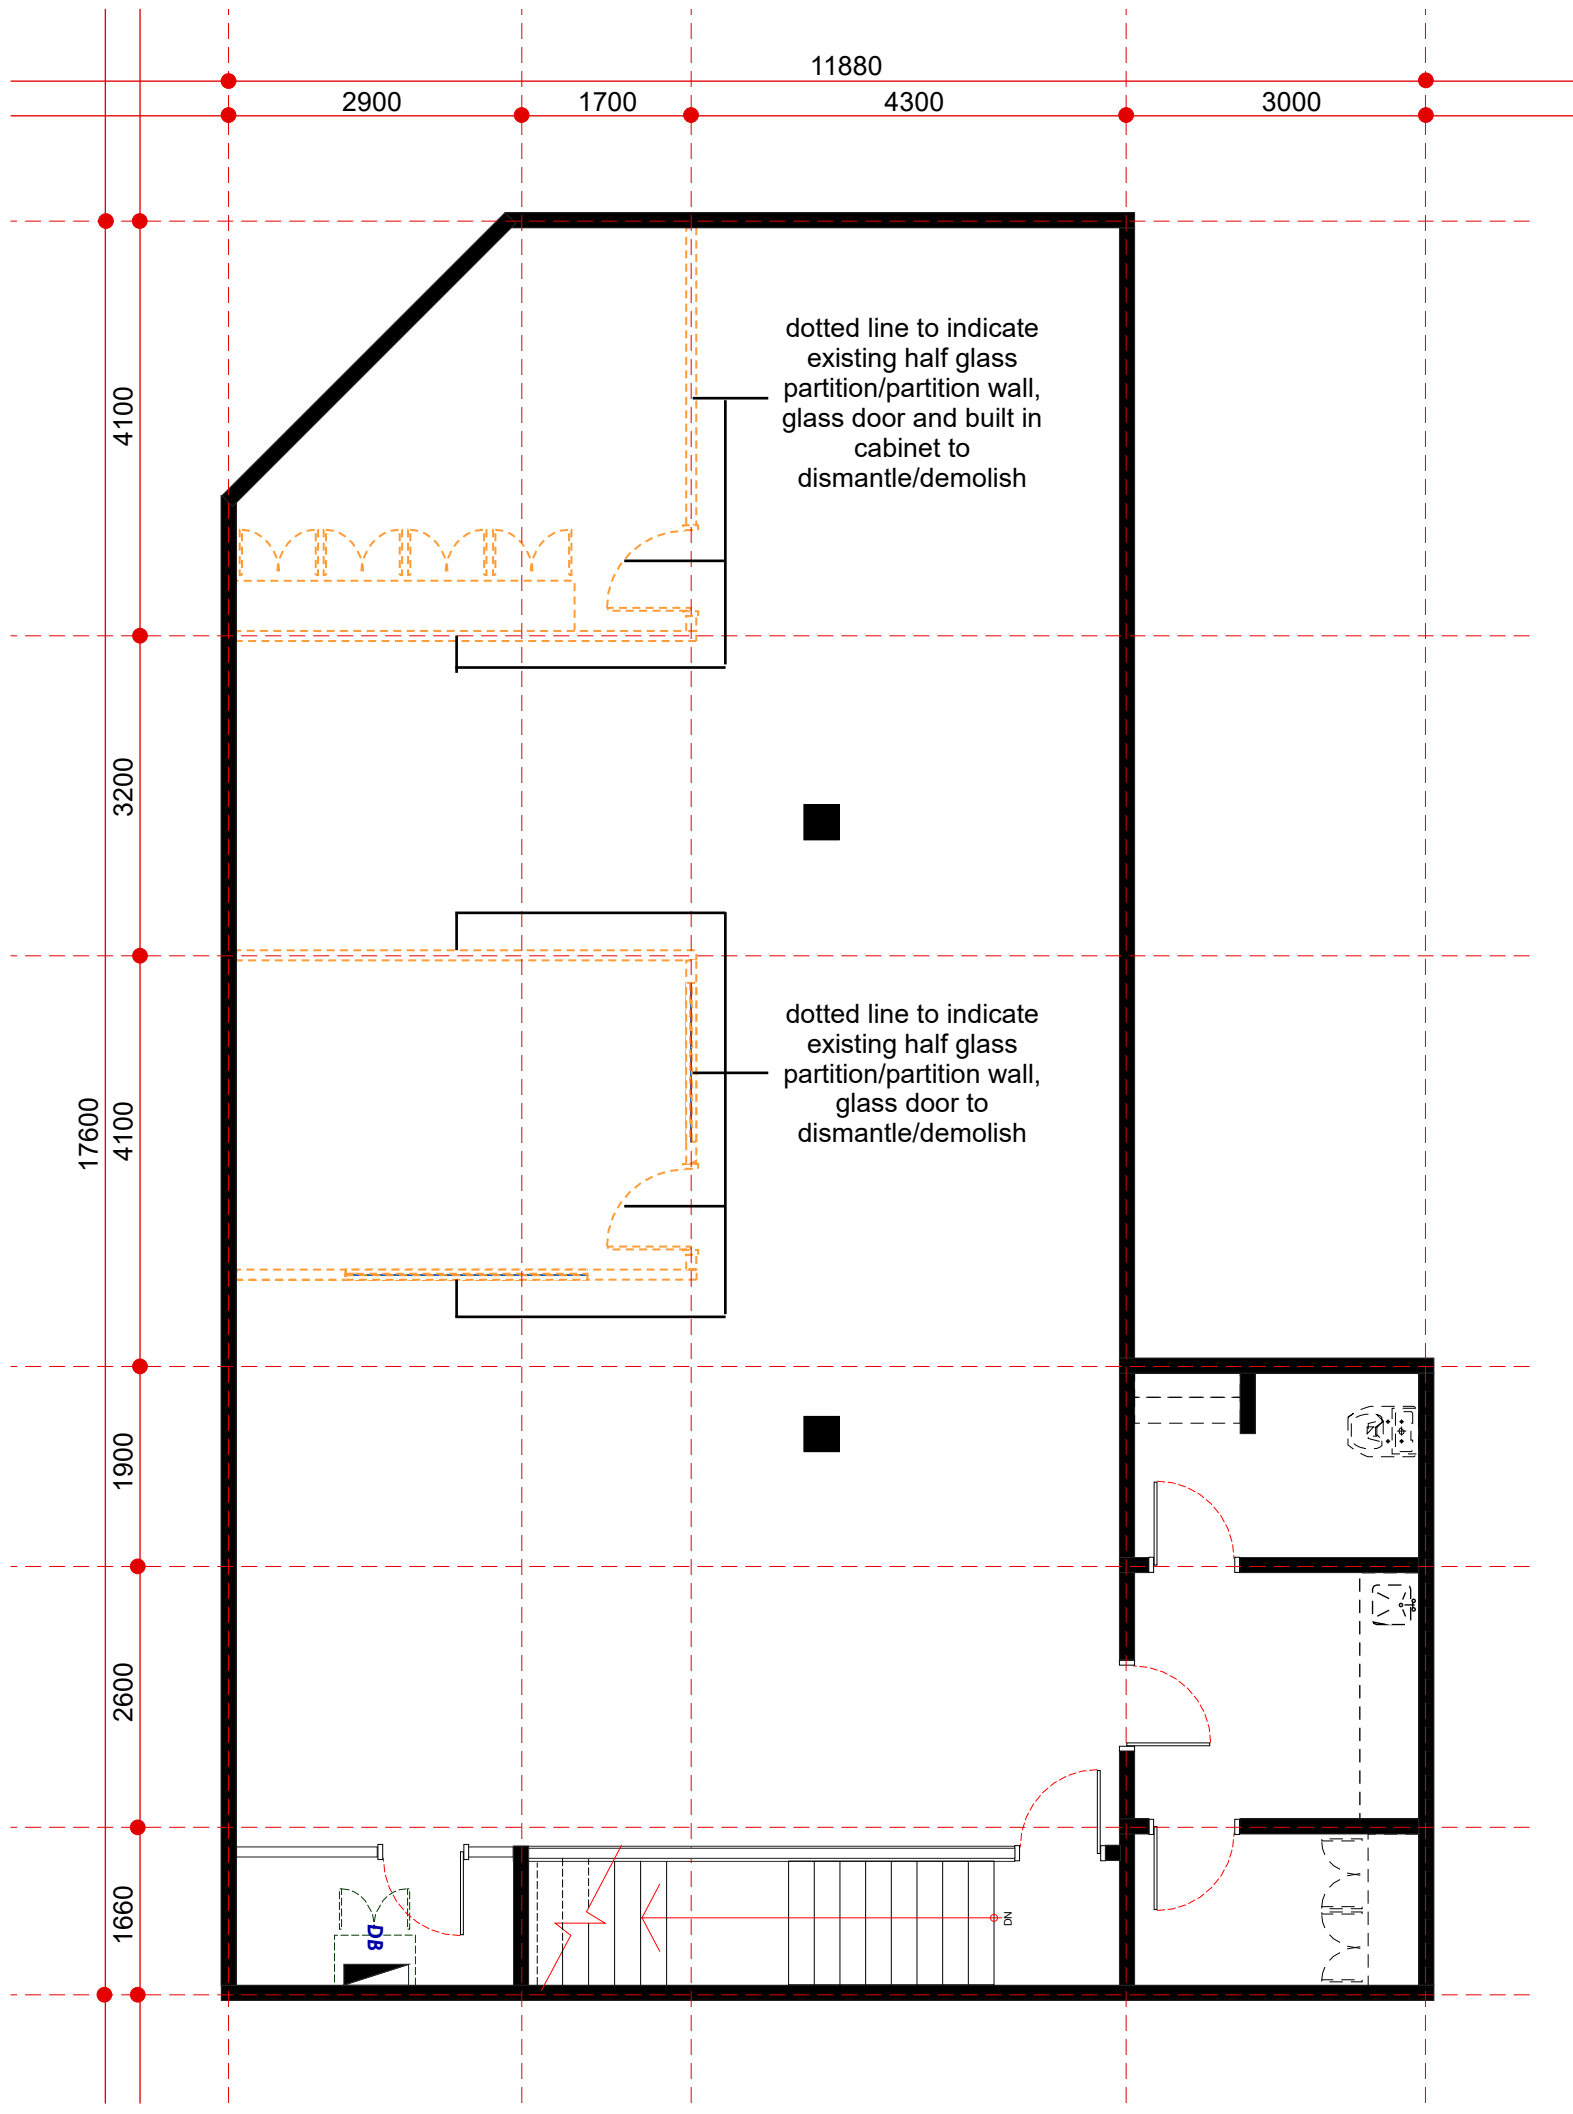 11880
2900
1700
4300
3000
dotted line to indicate
existing half glass
partition/partition wall,
glass door and built in
cabinet to
dismantle/demolish
4100
3200
dotted line to indicate
existing half glass
partition/partition wall,
glass door to
dismantle/demolish
17600
4100
1900
2600
1660
DB
DN